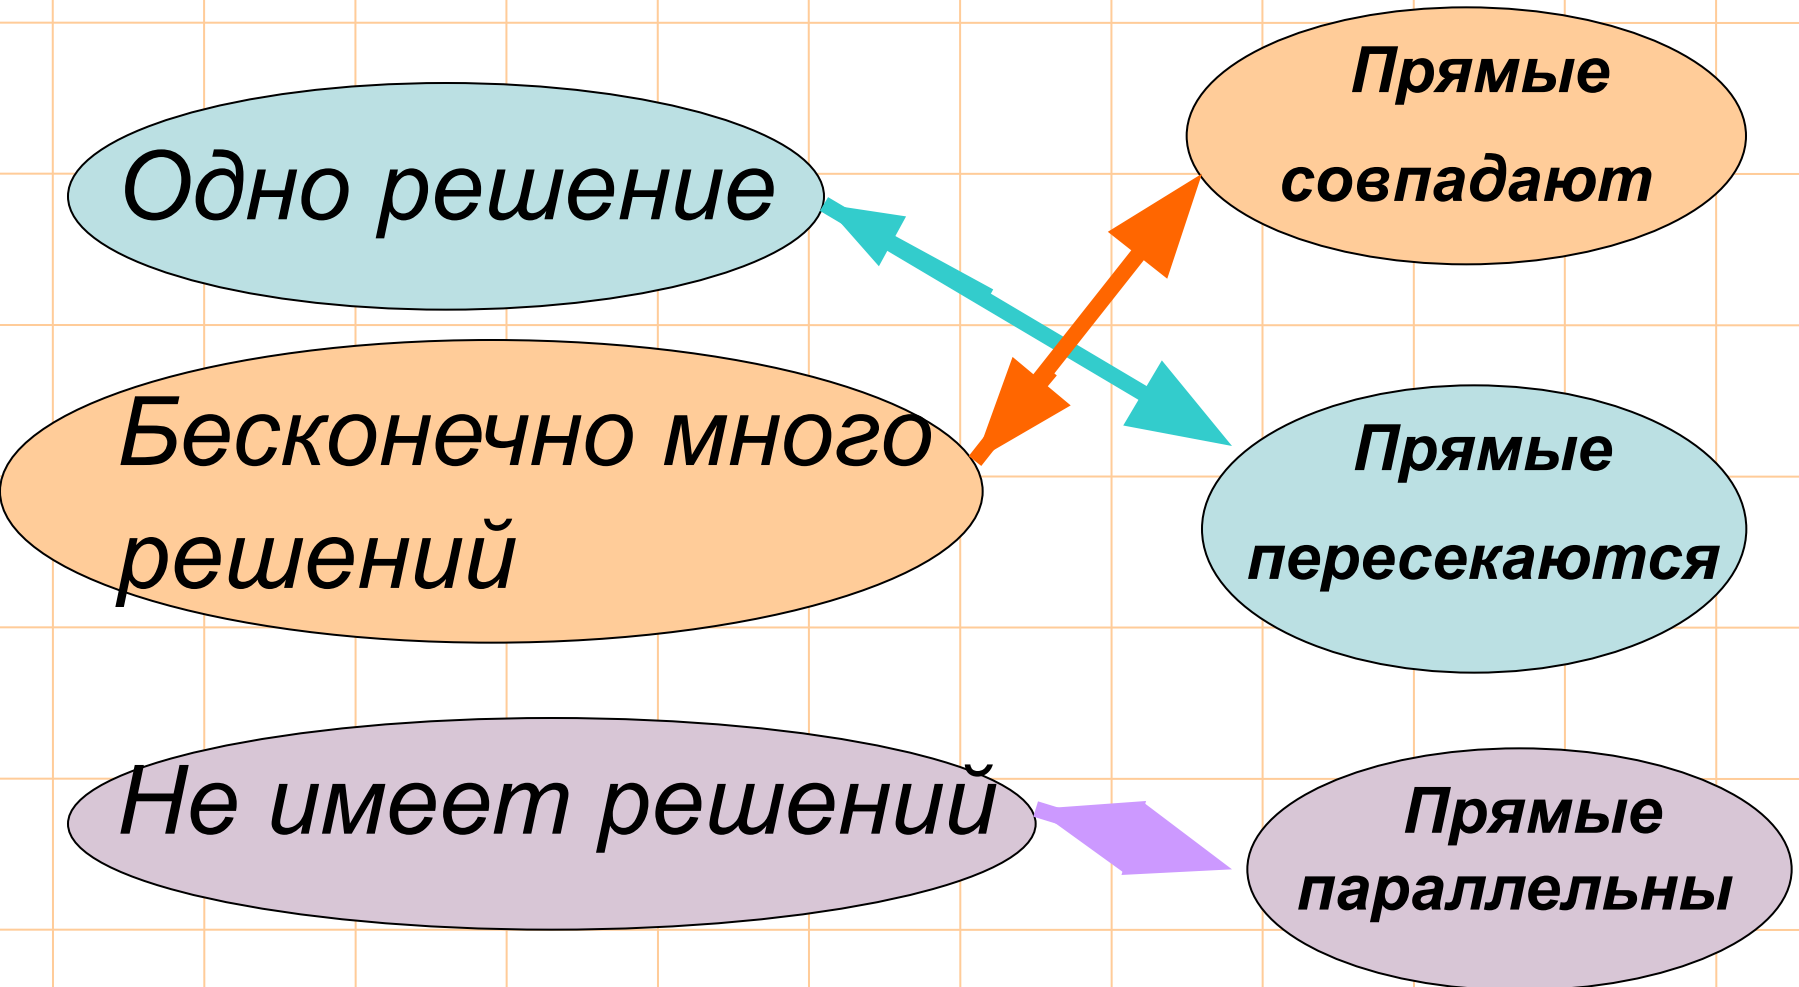 Одно решение
Бесконечно много
решений
Не имеет решений
Прямые
совпадают
Прямые
пересекаются
Прямые
параллельны